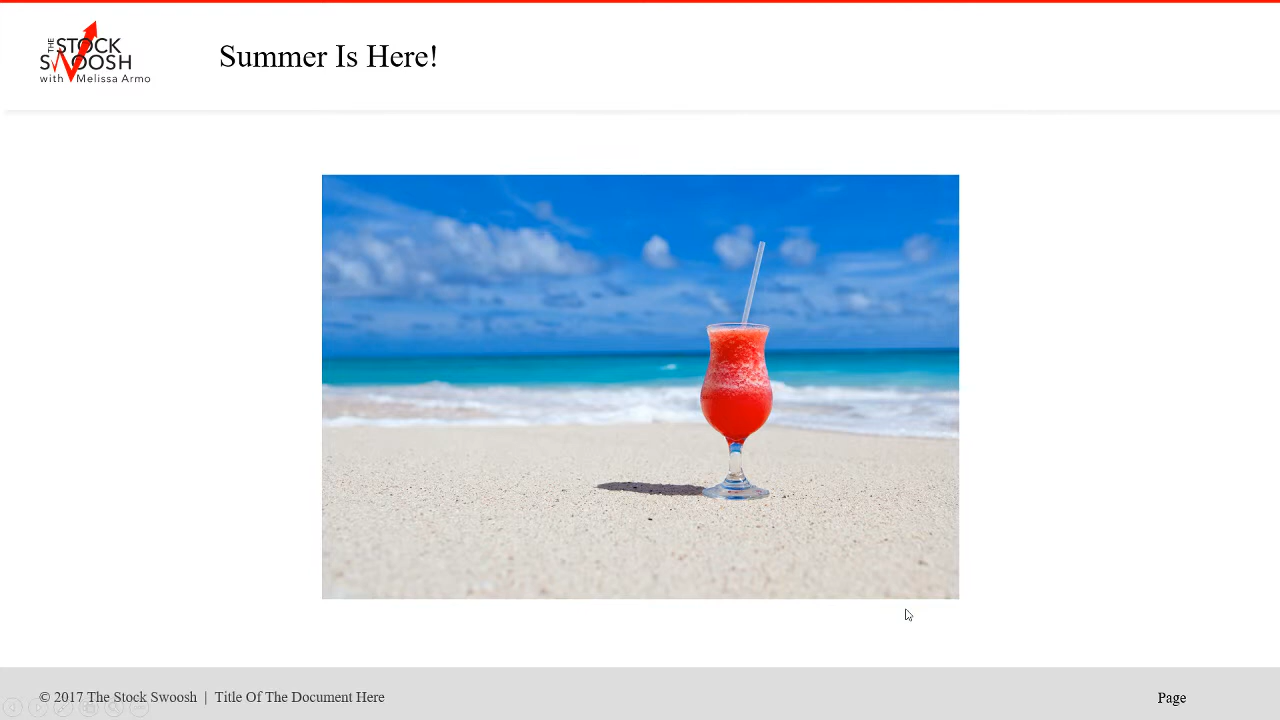 THE STOCK
SWOOSH
with Melissa Armo
Summer Is Here!
© 2017 The Stock Swoosh | Title Of The Document Here
Page